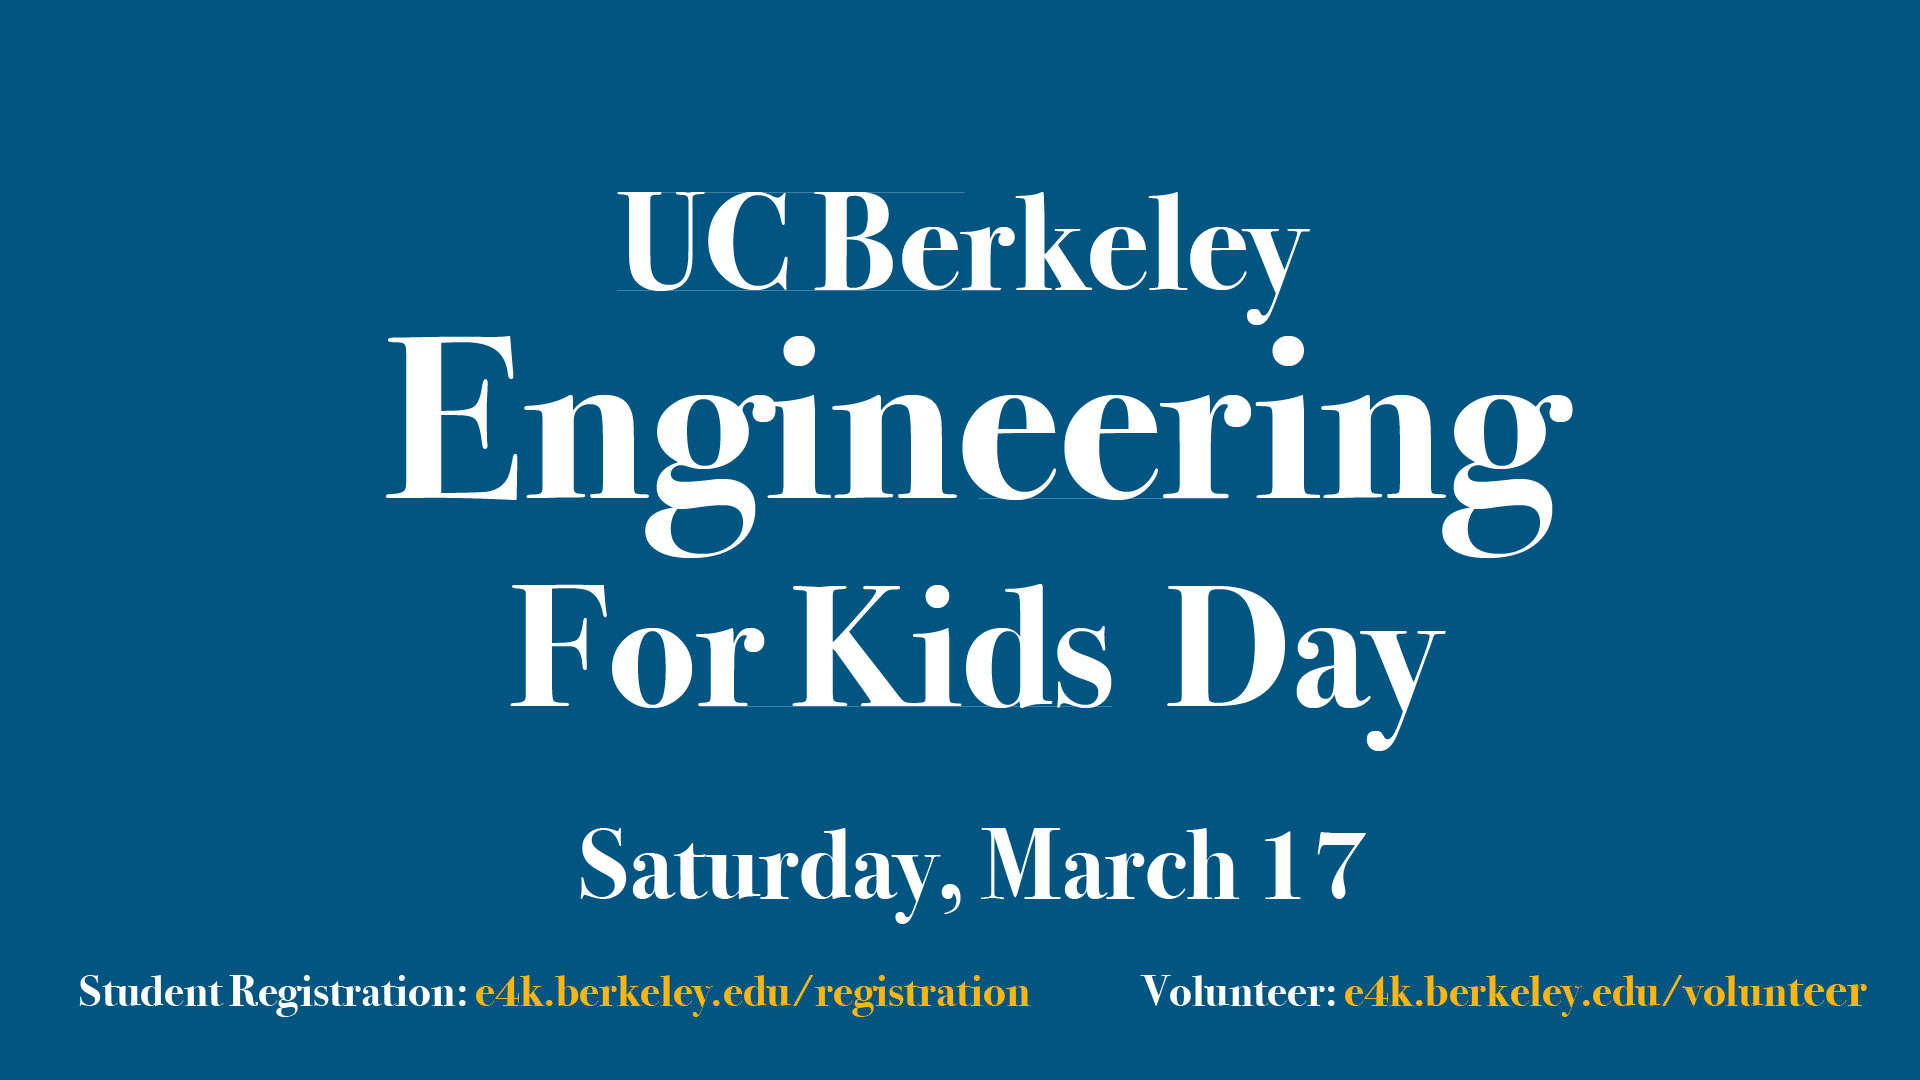 UC Berkeley
Engineering
For Kids Day
Saturday, March 17
Student Registration: e4k.berkeley.edu/registration Volunteer: e4k.berkeley.edu/volunteer